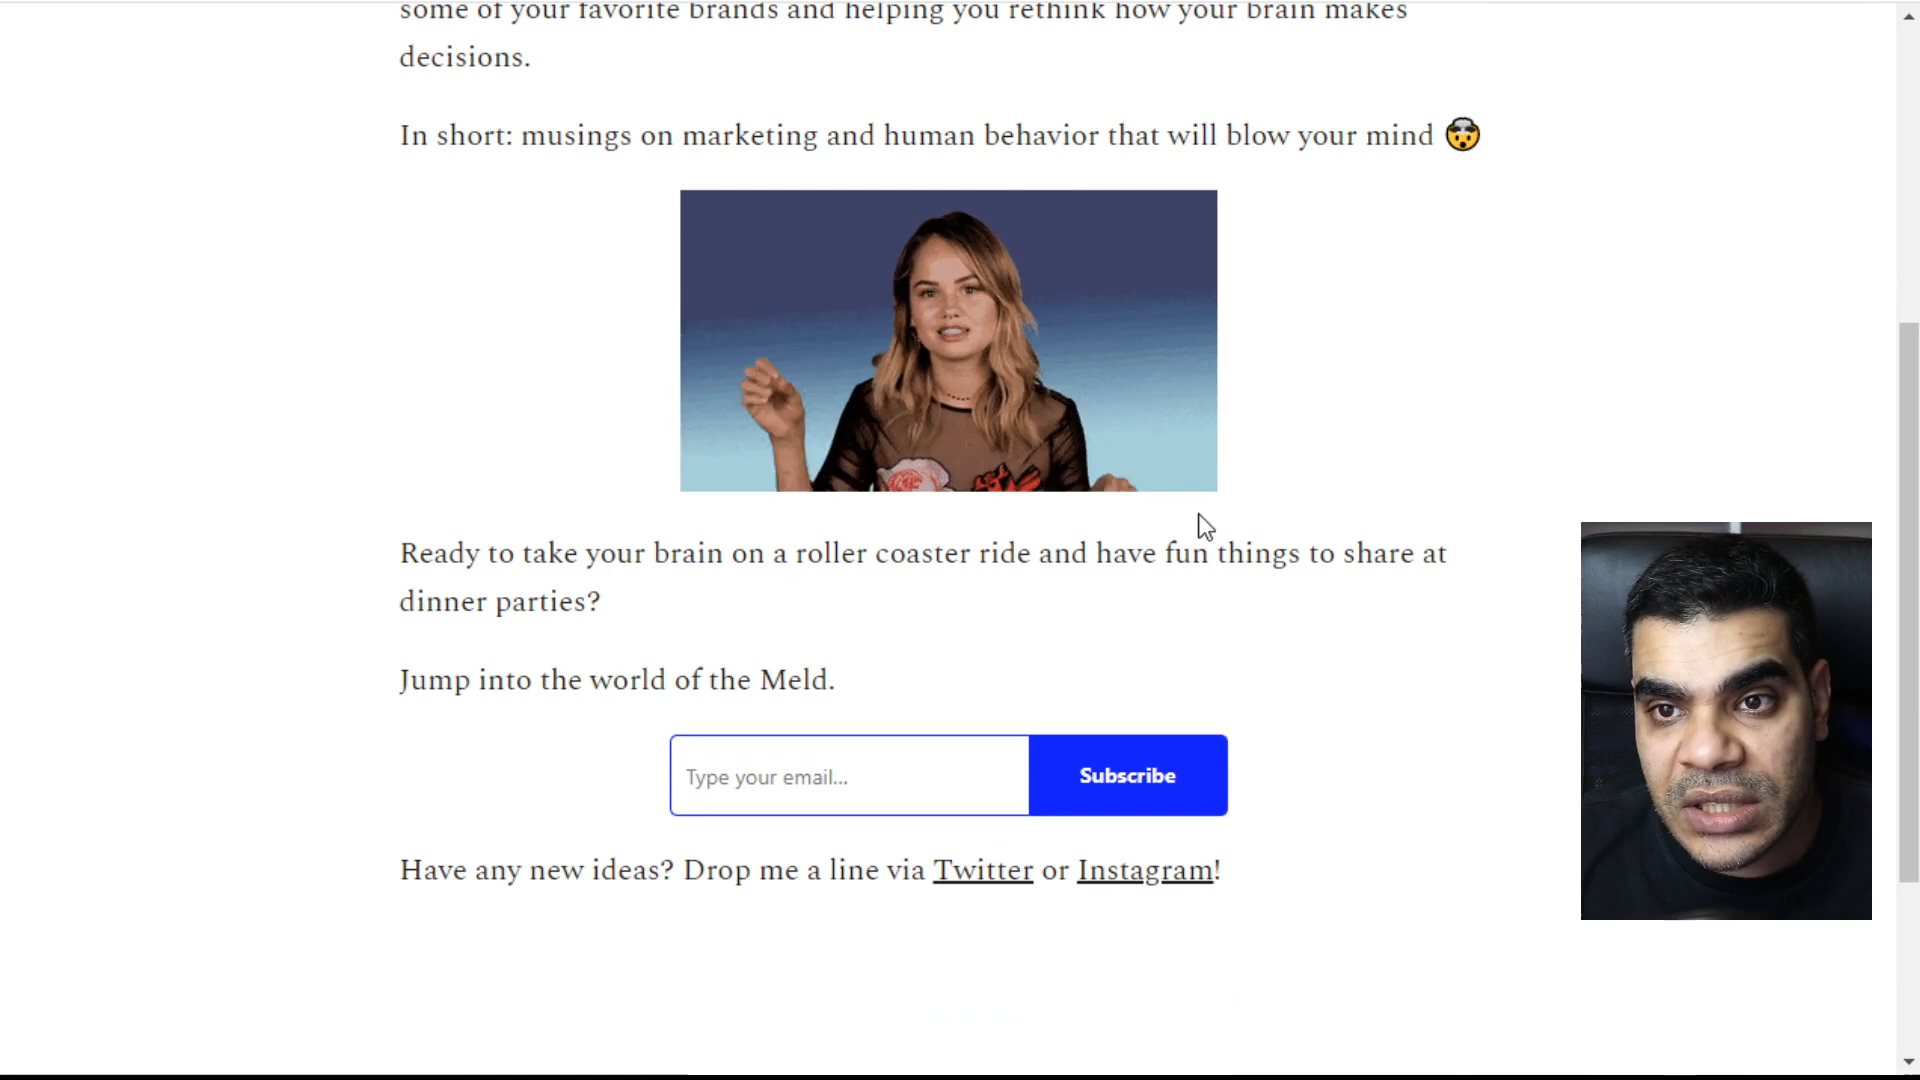 some of your favorite brands and helping you rethink how your brain makes
decisions.
In short: musings on marketing and human behavior that will blow your mind 🤯
Ready to take your brain on a roller coaster ride and have fun things to share at
dinner parties?
Jump into the world of the Meld.
Type your email...
Subscribe
Have any new ideas? Drop me a line via Twitter or Instagram!